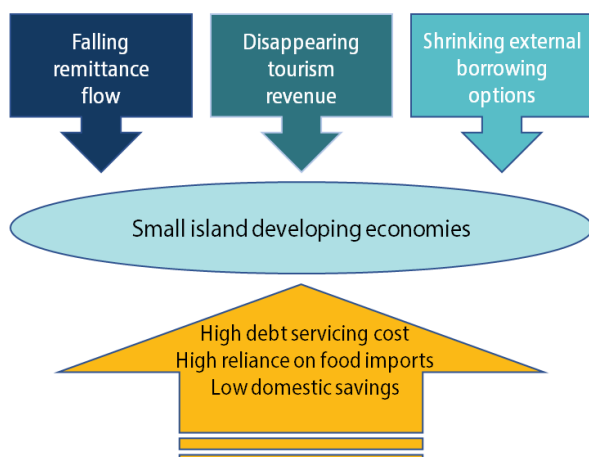 Falling
remittance
flow
Disappearing
tourism
revenue
Shrinking external
borrowing
options
Small island developing economies
High debt servicing cost
High reliance on food imports
Low domestic savings